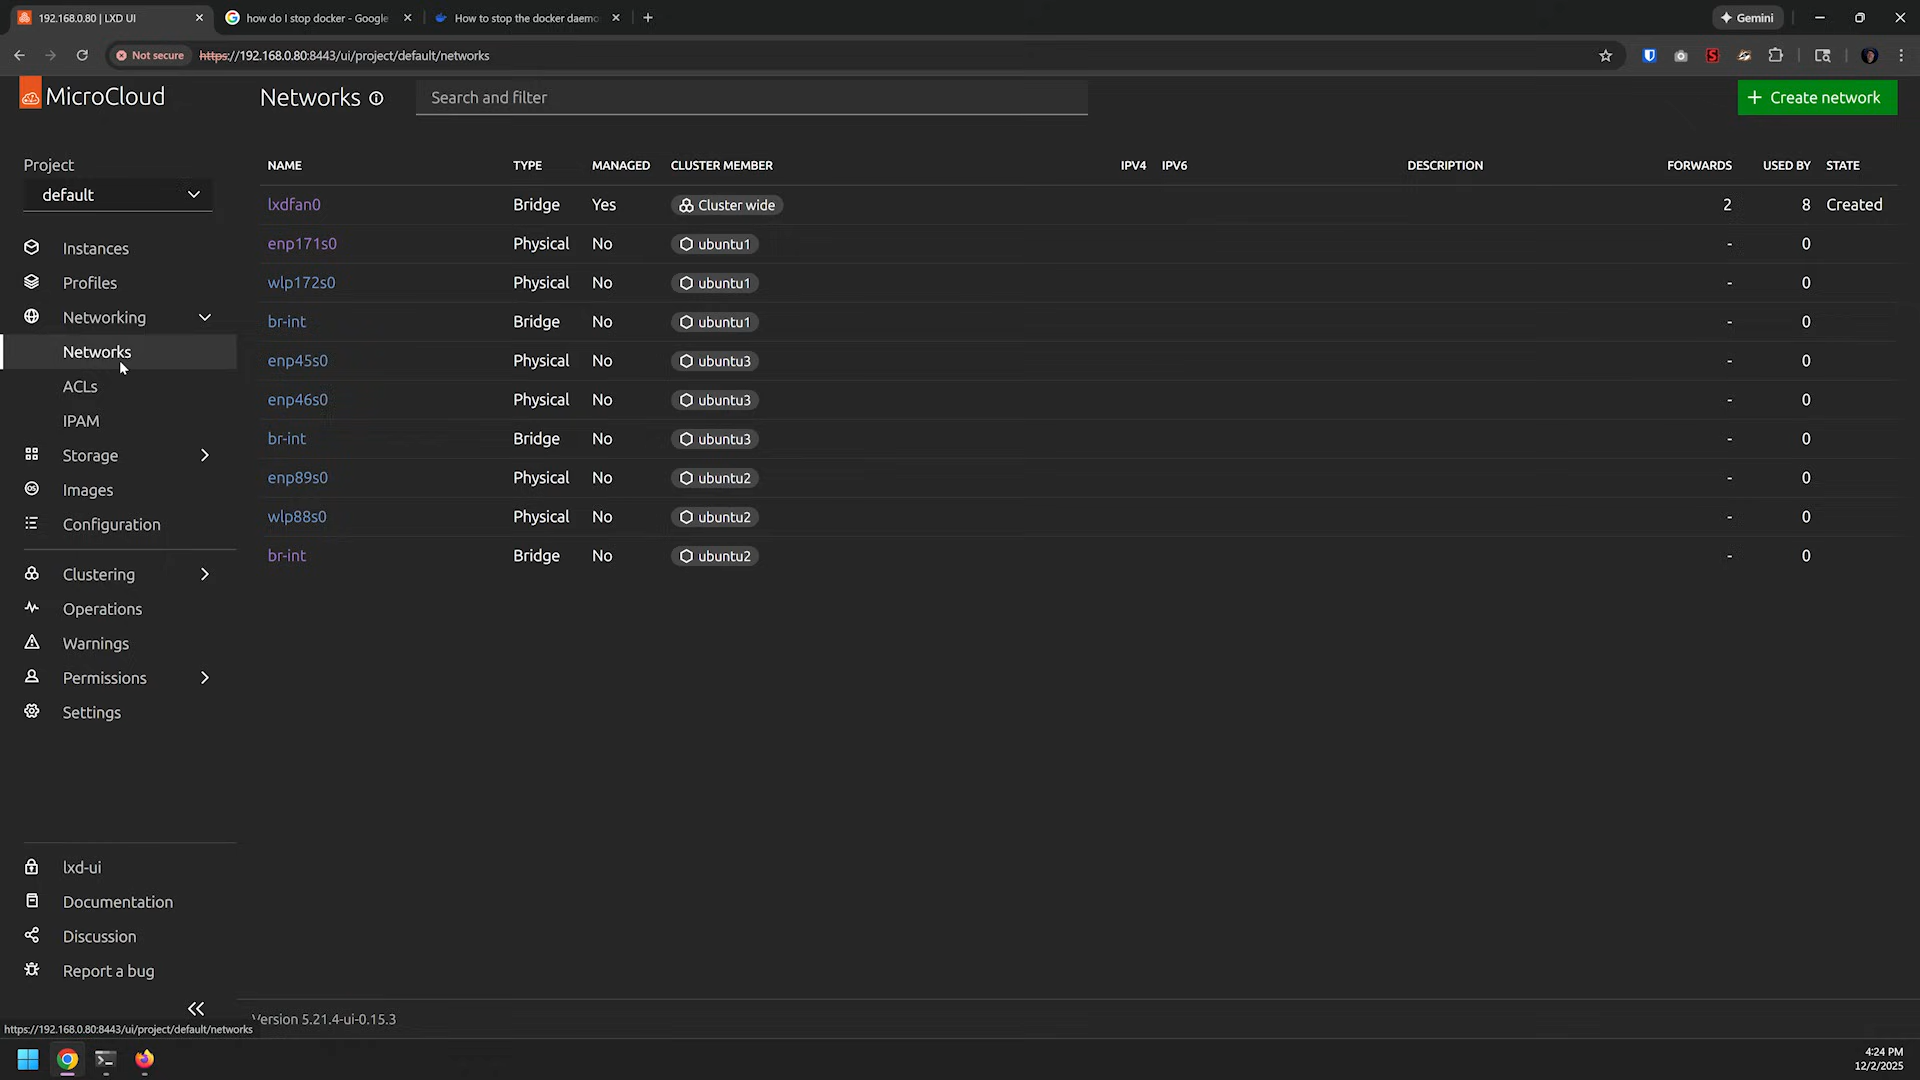 192.168.0.80 | LXD UI
how do I stop docker - Google
How to stop the docker daemo
Gemini
Not secure
https://192.168.0.80:8443/ui/project/default/networks
MicroCloud
Networks
Search and filter
Create network
Project
default
Instances
Profiles
Networking
Networks
ACLs
IPAM
Storage
Images
Configuration
Clustering
Operations
Warnings
Permissions
Settings
lxd-ui
Documentation
Discussion
Report a bug
NAME TYPE MANAGED CLUSTER MEMBER IPV4 IPV6 DESCRIPTION FORWARDS USED BY STATE
lxdfan0 Bridge Yes Cluster wide 2 8 Created
enp171s0 Physical No ubuntu1 - 0
wlp172s0 Physical No ubuntu1 - 0
br-int Bridge No ubuntu1 - 0
enp45s0 Physical No ubuntu3 - 0
enp46s0 Physical No ubuntu3 - 0
br-int Bridge No ubuntu3 - 0
enp89s0 Physical No ubuntu2 - 0
wlp88s0 Physical No ubuntu2 - 0
br-int Bridge No ubuntu2 - 0
Version 5.21.4-ui-0.15.3
https://192.168.0.80:8443/ui/project/default/networks
4:24 PM
12/2/2025